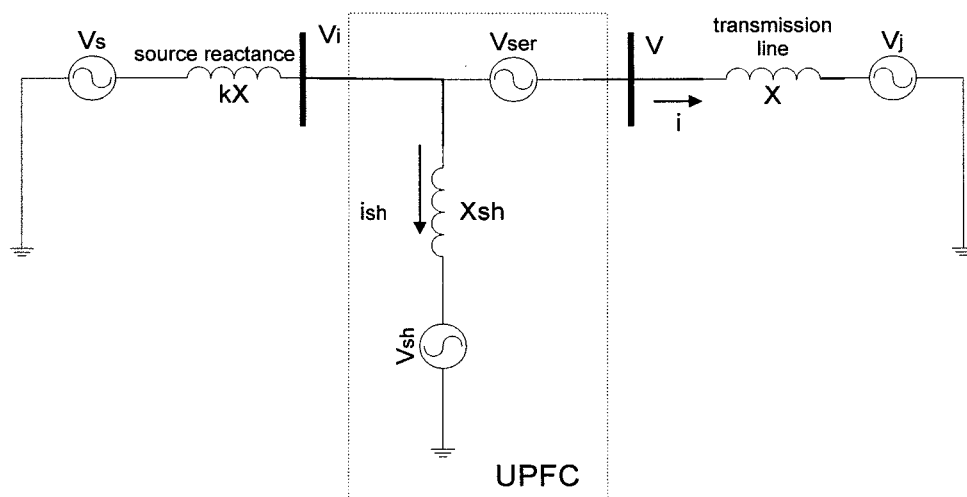 Vs
source reactance
kX
Vi
Vser
V
i
transmission
line
X
Vj
ish
Xsh
Vsh
UPFC